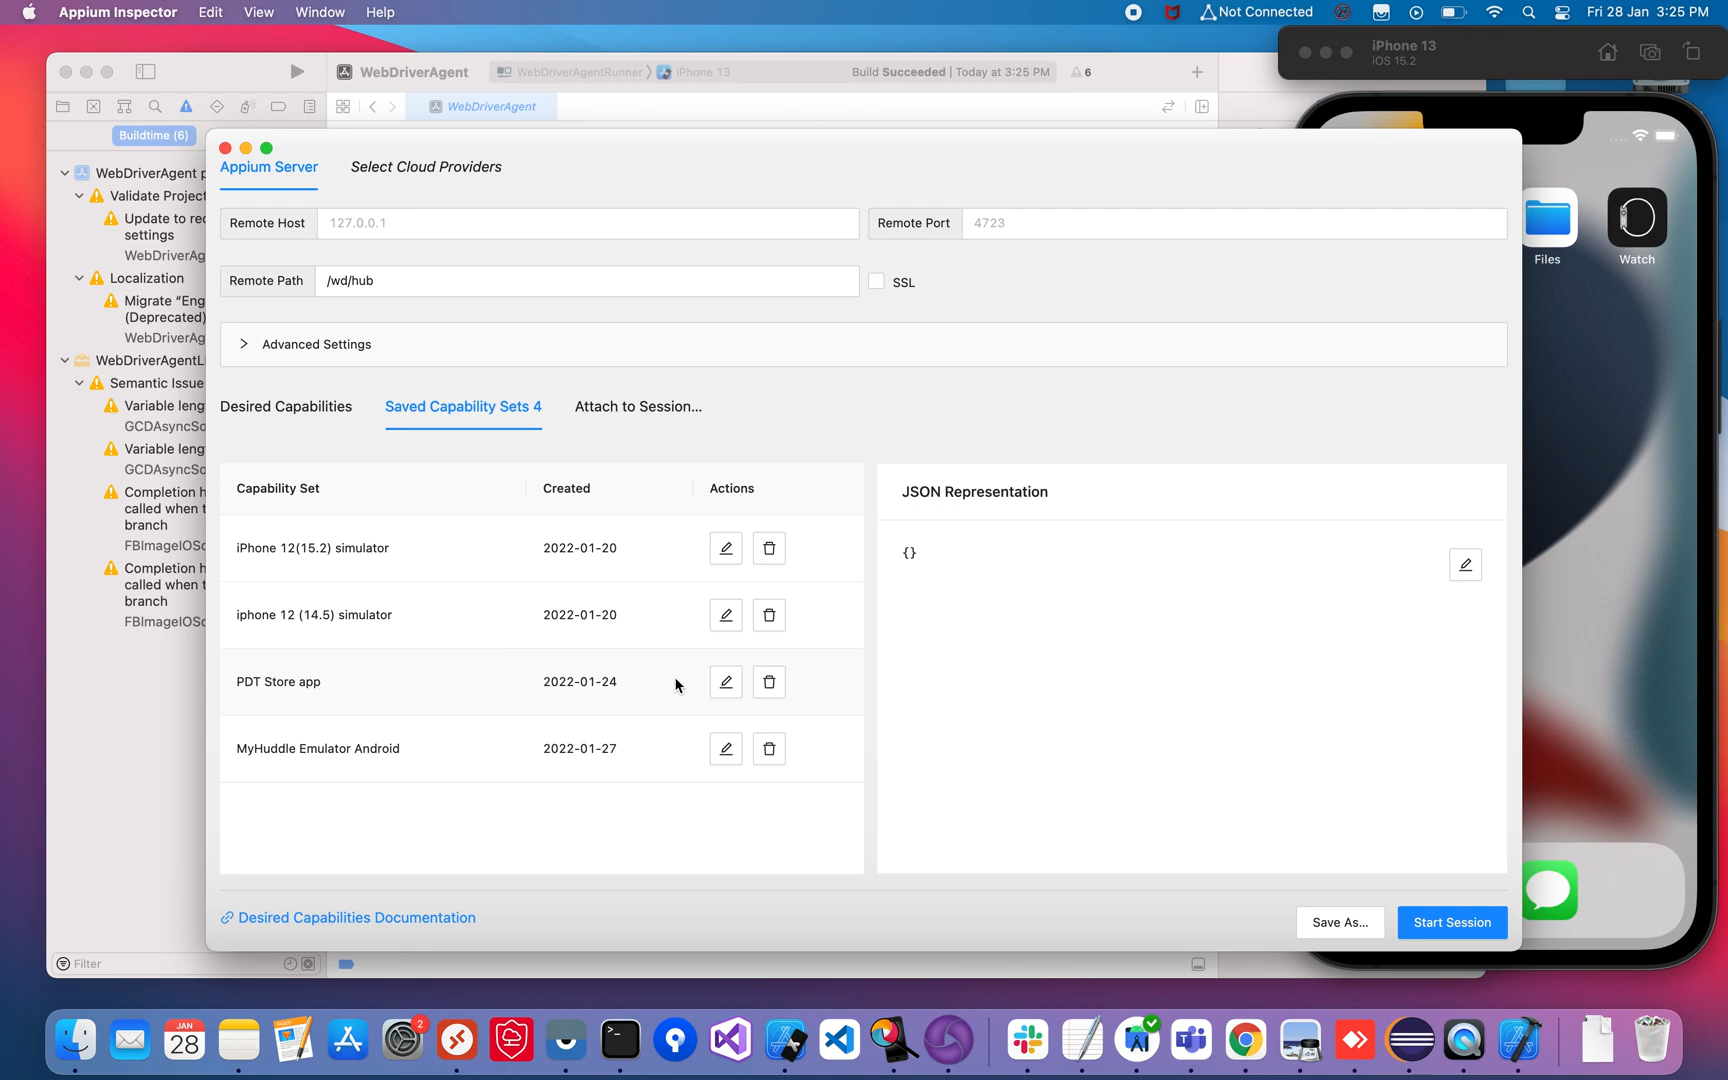 Appium Inspector Edit View Window Help
Not Connected Fri 28 Jan 3:25 PM
iPhone 13
iOS 15.2
WebDriverAgent WebDriverAgentRunner iPhone 13 Build Succeeded | Today at 3:25 PM 6
WebDriverAgent
Buildtime (6)
WebDriverAgent p
Validate Project
Update to rec
settings
WebDriverAg
Localization
Migrate “Eng
(Deprecated)
WebDriverAg
WebDriverAgentLi
Semantic Issue
Variable leng
GCDAsyncSo
Variable leng
GCDAsyncSo
Completion h
called when t
branch
FBImageIOSc
Completion h
called when t
branch
FBImageIOSc
Filter
Appium Server Select Cloud Providers
Remote Host 127.0.0.1 Remote Port 4723
Remote Path /wd/hub SSL
Advanced Settings
Desired Capabilities Saved Capability Sets 4 Attach to Session...
Capability Set Created Actions
iPhone 12(15.2) simulator 2022-01-20
iphone 12 (14.5) simulator 2022-01-20
PDT Store app 2022-01-24
MyHuddle Emulator Android 2022-01-27
JSON Representation
{}
Desired Capabilities Documentation Save As... Start Session
Files Watch
JAN
28
2